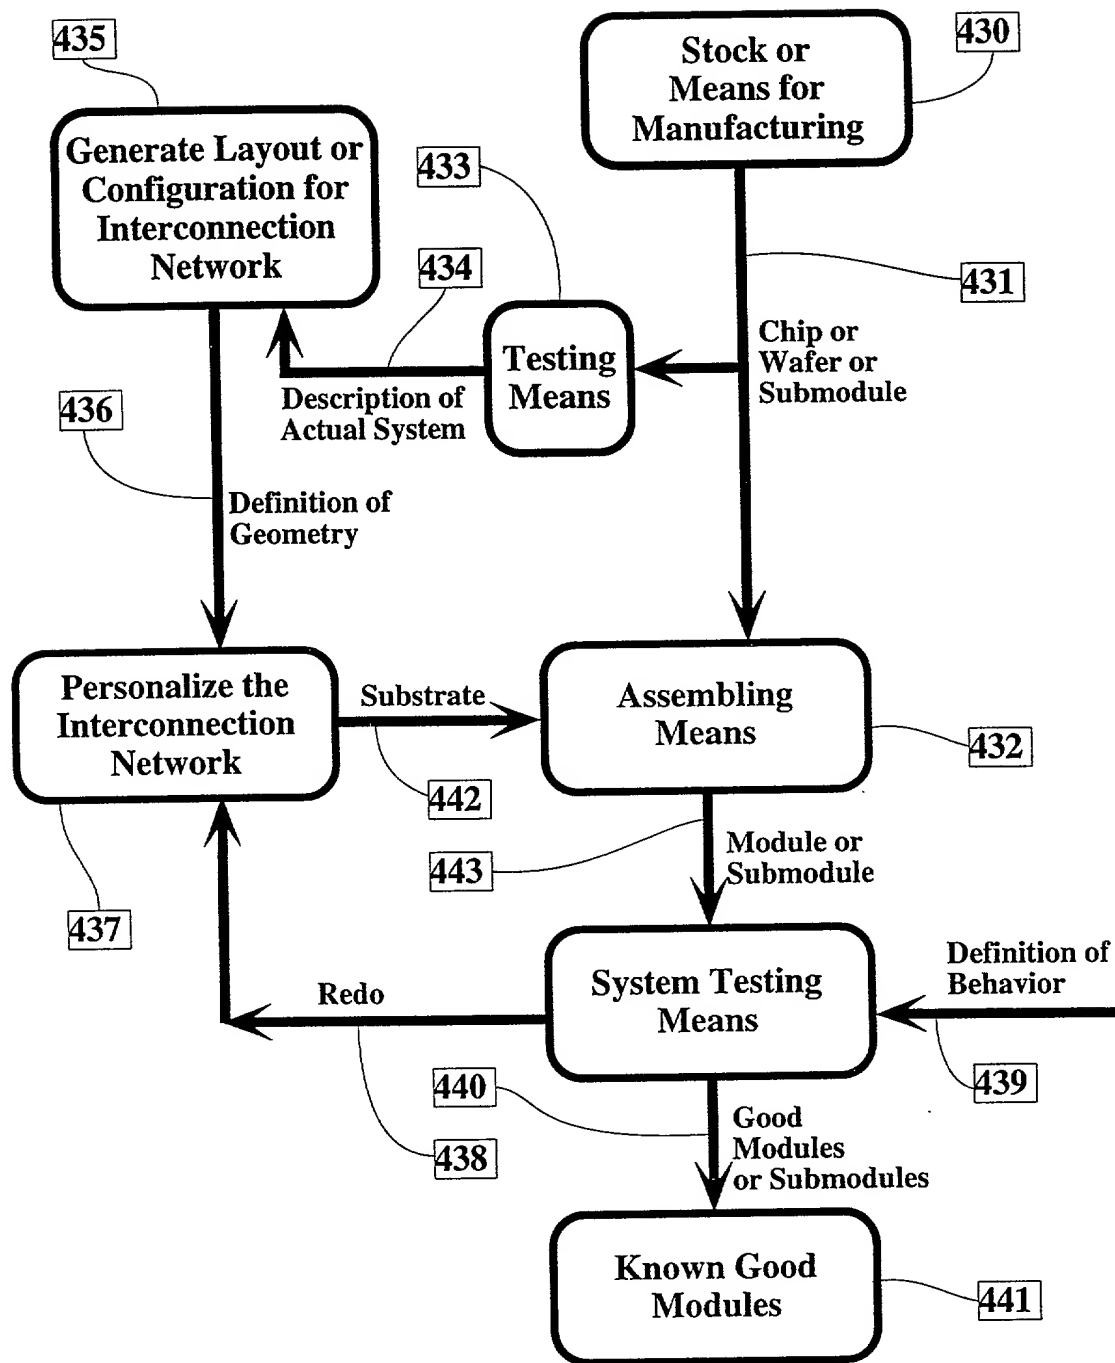 435
430
Stock or
Means for
Manufacturing
Generate Layout or
Configuration for
Interconnection
Network
433
434
431
Testing
Means
Chip or
Wafer or
Submodule
Description of
Actual System
436
Definition of
Geometry
Personalize the
Interconnection
Network
Substrate
442
Assembling
Means
432
443
Module or
Submodule
437
System Testing
Means
Definition of
Behavior
439
Redo
440
438
Good
Modules
or Submodules
Known Good
Modules
441